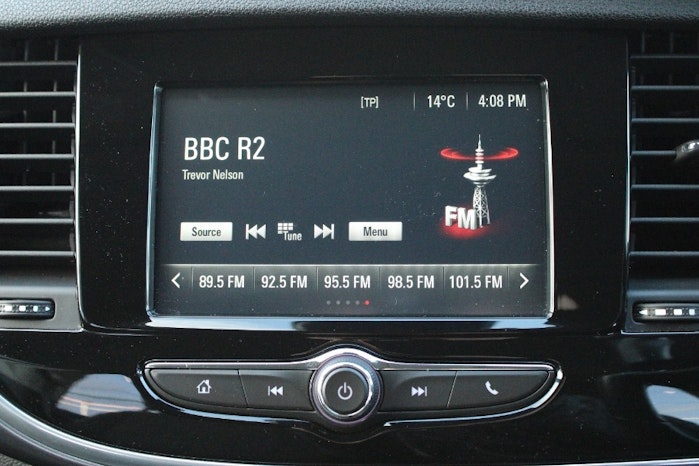 [TP] 14°C 4:08 PM
BBC R2
Trevor Nelson
FM
Source Tune Menu
89.5 FM 92.5 FM 95.5 FM 98.5 FM 101.5 FM